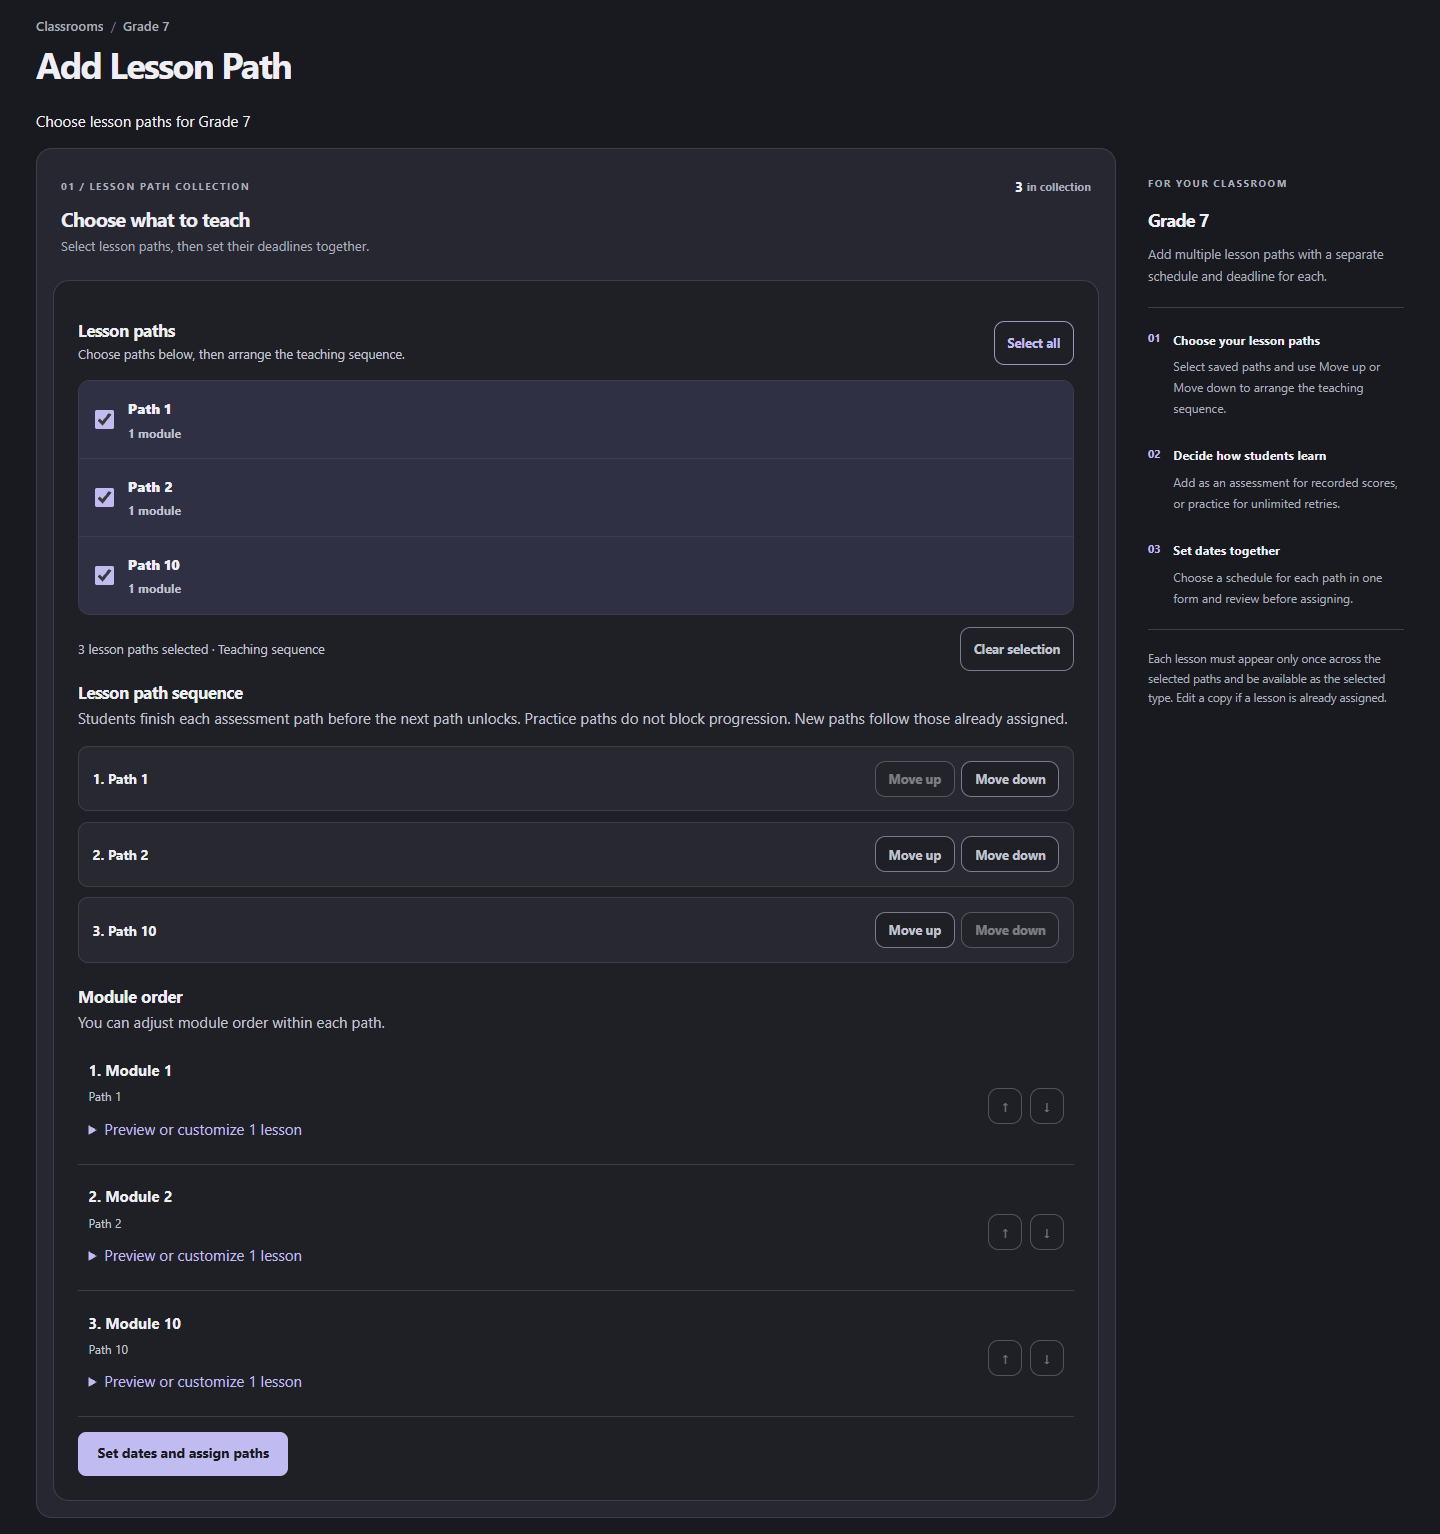 Classrooms / Grade 7
Add Lesson Path
Choose lesson paths for Grade 7
01 / LESSON PATH COLLECTION
3 in collection
Choose what to teach
Select lesson paths, then set their deadlines together.
Lesson paths
Choose paths below, then arrange the teaching sequence.
Select all
Path 1
1 module
Path 2
1 module
Path 10
1 module
3 lesson paths selected · Teaching sequence
Clear selection
Lesson path sequence
Students finish each assessment path before the next path unlocks. Practice paths do not block progression. New paths follow those already assigned.
1. Path 1
Move up
Move down
2. Path 2
Move up
Move down
3. Path 10
Move up
Move down
Module order
You can adjust module order within each path.
1. Module 1
Path 1
▶ Preview or customize 1 lesson
↑ ↓
2. Module 2
Path 2
▶ Preview or customize 1 lesson
↑ ↓
3. Module 10
Path 10
▶ Preview or customize 1 lesson
↑ ↓
Set dates and assign paths
FOR YOUR CLASSROOM
Grade 7
Add multiple lesson paths with a separate
schedule and deadline for each.
01 Choose your lesson paths
Select saved paths and use Move up or
Move down to arrange the teaching
sequence.
02 Decide how students learn
Add as an assessment for recorded scores,
or practice for unlimited retries.
03 Set dates together
Choose a schedule for each path in one
form and review before assigning.
Each lesson must appear only once across the
selected paths and be available as the selected
type. Edit a copy if a lesson is already assigned.